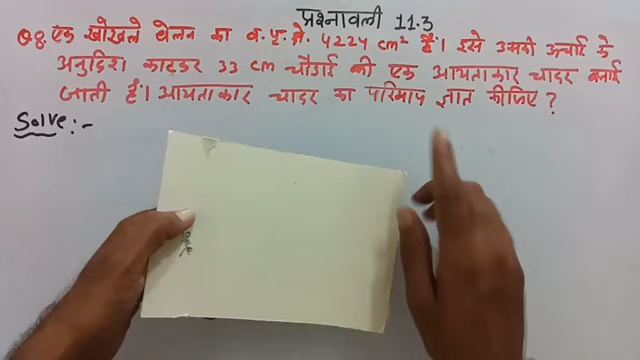 प्रश्नावली 11.3
Q8. एक खोखले बेलन का व. पृ. क्षे. 4224 cm² है। इसे उसकी ऊंचाई के
अनुदिश काटकर 33 cm चौड़ाई की एक आयताकार चादर बनाई
जाती है। आयताकार चादर का परिमाप ज्ञात कीजिए ?
Solve:-